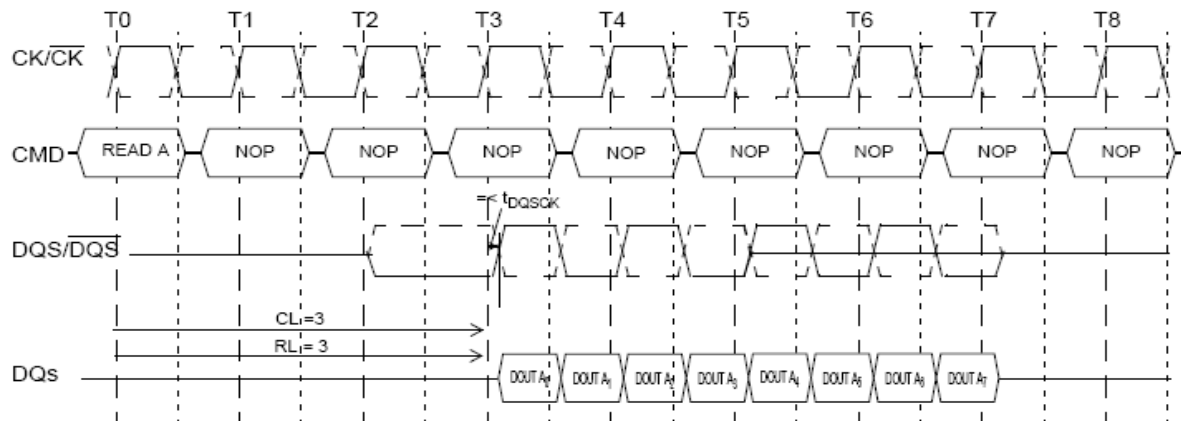 T0 T1 T2 T3 T4 T5 T6 T7 T8
CK/CK
CMD READ A NOP NOP NOP NOP NOP NOP NOP NOP
=< tDQSCK
DQS/DQS
CL =3
RL = 3
DQs DOUT A0 DOUT A1 DOUT A2 DOUT A3 DOUT A4 DOUT A5 DOUT A6 DOUT A7